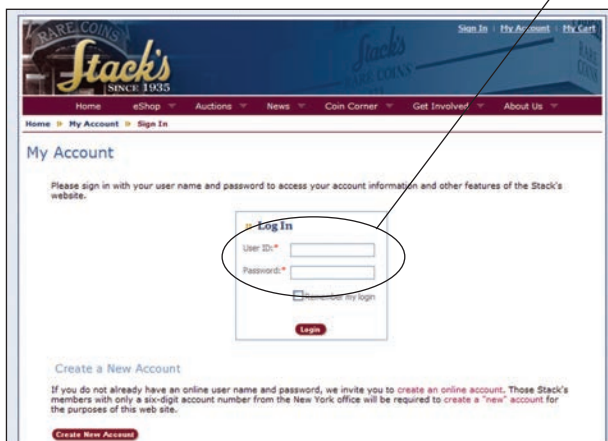 RARE COINS
Stack's
SINCE 1935
Stack's
RARE COINS
Sign In | My Account | My Cart
Home eShop Auctions News Coin Corner Get Involved About Us
Home » My Account » Sign In
My Account
Please sign in with your user name and password to access your account information and other features of the Stack's
website.
» Log In
User ID:*
Password:*
Remember my login
Login
Create a New Account
If you do not already have an online user name and password, we invite you to create an online account. Those Stack's
members with only a six-digit account number from the New York office will be required to create a "new" account for
the purposes of this web site.
Create New Account